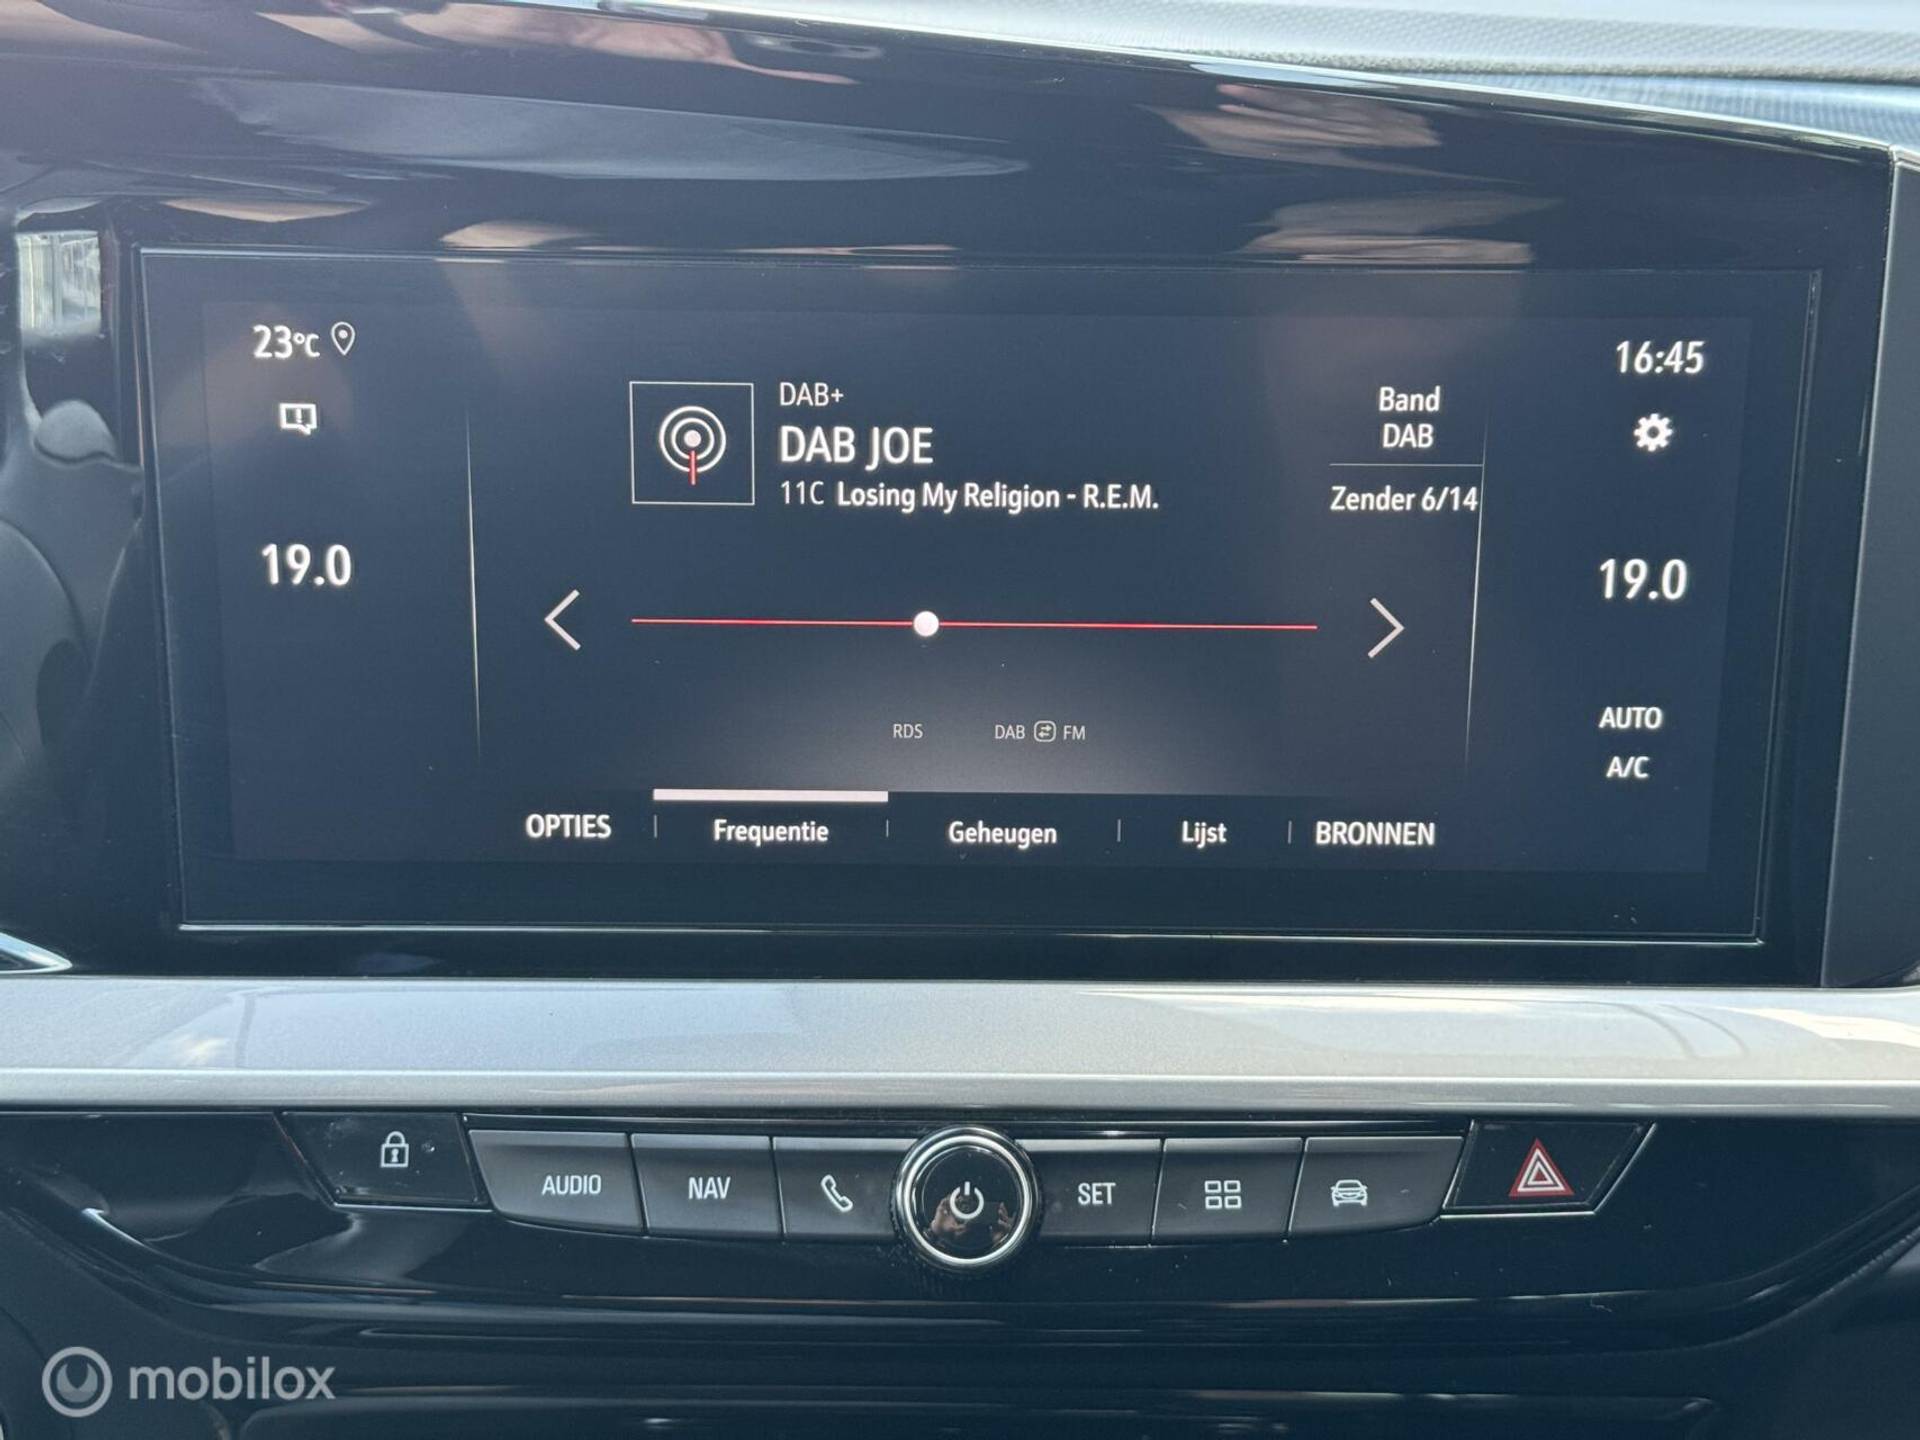 23°C
16:45
DAB+
DAB JOE
11C Losing My Religion - R.E.M.
Band
DAB
Zender 6/14
19.0
19.0
RDS
DAB FM
AUTO
A/C
OPTIES
Frequentie
Geheugen
Lijst
BRONNEN
AUDIO
NAV
SET
mobilox